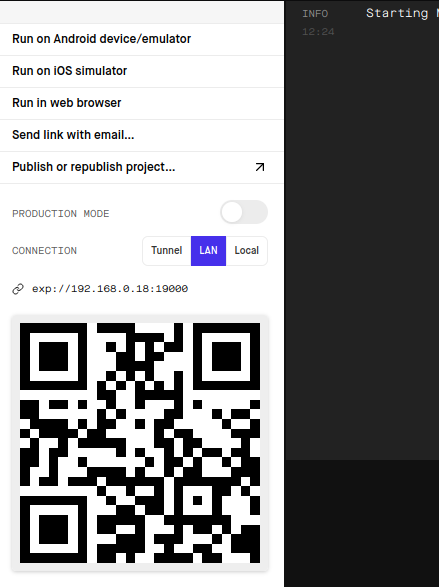 Run on Android device/emulator
Run on iOS simulator
Run in web browser
Send link with email...
Publish or republish project...
PRODUCTION MODE
CONNECTION Tunnel LAN Local
exp://192.168.0.18:19000
INFO Starting
12:24